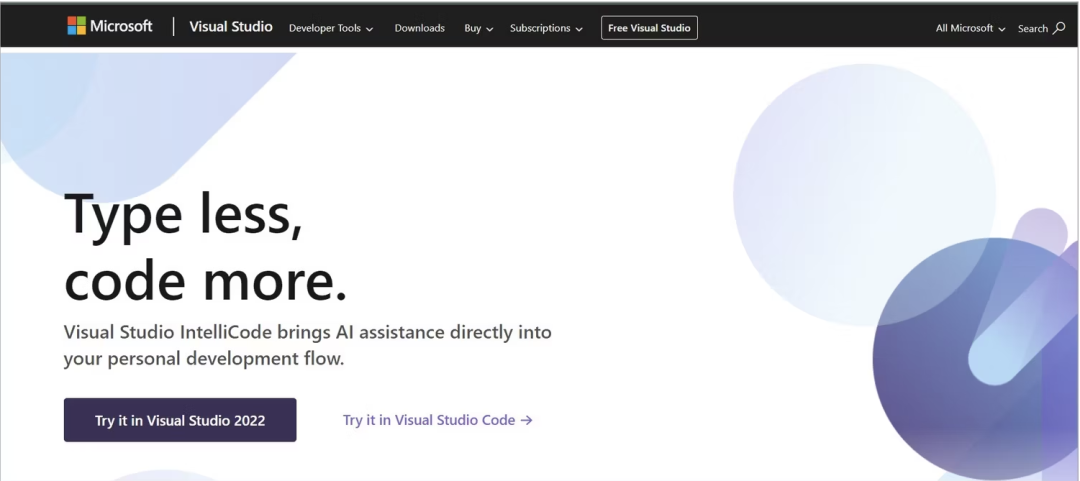 Microsoft | Visual Studio Developer Tools Downloads Buy Subscriptions Free Visual Studio All Microsoft Search
Type less,
code more.
Visual Studio IntelliCode brings AI assistance directly into
your personal development flow.
Try it in Visual Studio 2022 Try it in Visual Studio Code →